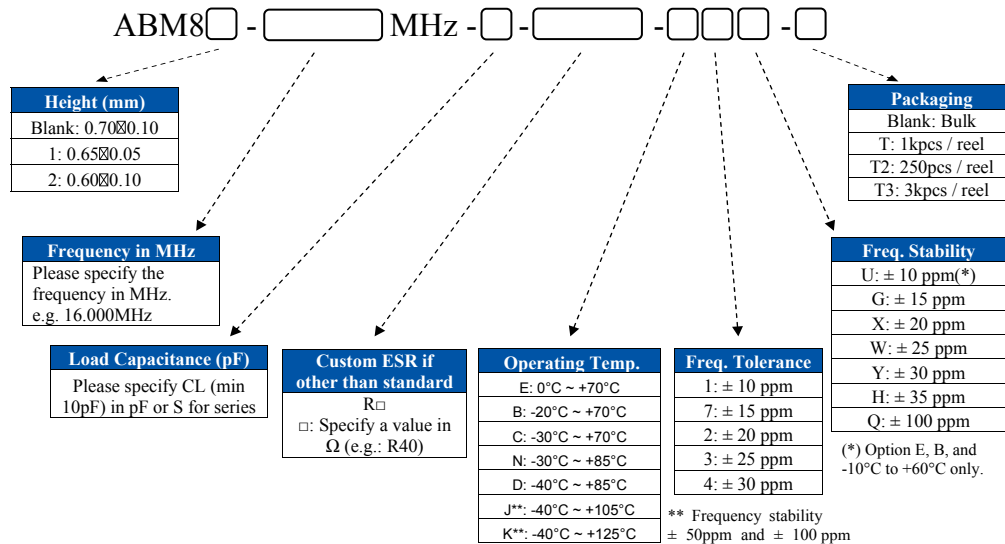 ABM8□ - □ MHz - □ - □ - □□□ - □
Height (mm)
Blank: 0.70☒0.10
1: 0.65☒0.05
2: 0.60☒0.10
Packaging
Blank: Bulk
T: 1kpcs / reel
T2: 250pcs / reel
T3: 3kpcs / reel
Frequency in MHz
Please specify the
frequency in MHz.
e.g. 16.000MHz
Load Capacitance (pF)
Please specify CL (min
10pF) in pF or S for series
Custom ESR if
other than standard
R□
□: Specify a value in
Ω (e.g.: R40)
Operating Temp.
E: 0°C ~ +70°C
B: -20°C ~ +70°C
C: -30°C ~ +70°C
N: -30°C ~ +85°C
D: -40°C ~ +85°C
J**: -40°C ~ +105°C
K**: -40°C ~ +125°C
Freq. Tolerance
1: ± 10 ppm
7: ± 15 ppm
2: ± 20 ppm
3: ± 25 ppm
4: ± 30 ppm
** Frequency stability
± 50ppm and ± 100 ppm
Freq. Stability
U: ± 10 ppm(*)
G: ± 15 ppm
X: ± 20 ppm
W: ± 25 ppm
Y: ± 30 ppm
H: ± 35 ppm
Q: ± 100 ppm
(*) Option E, B, and
-10°C to +60°C only.